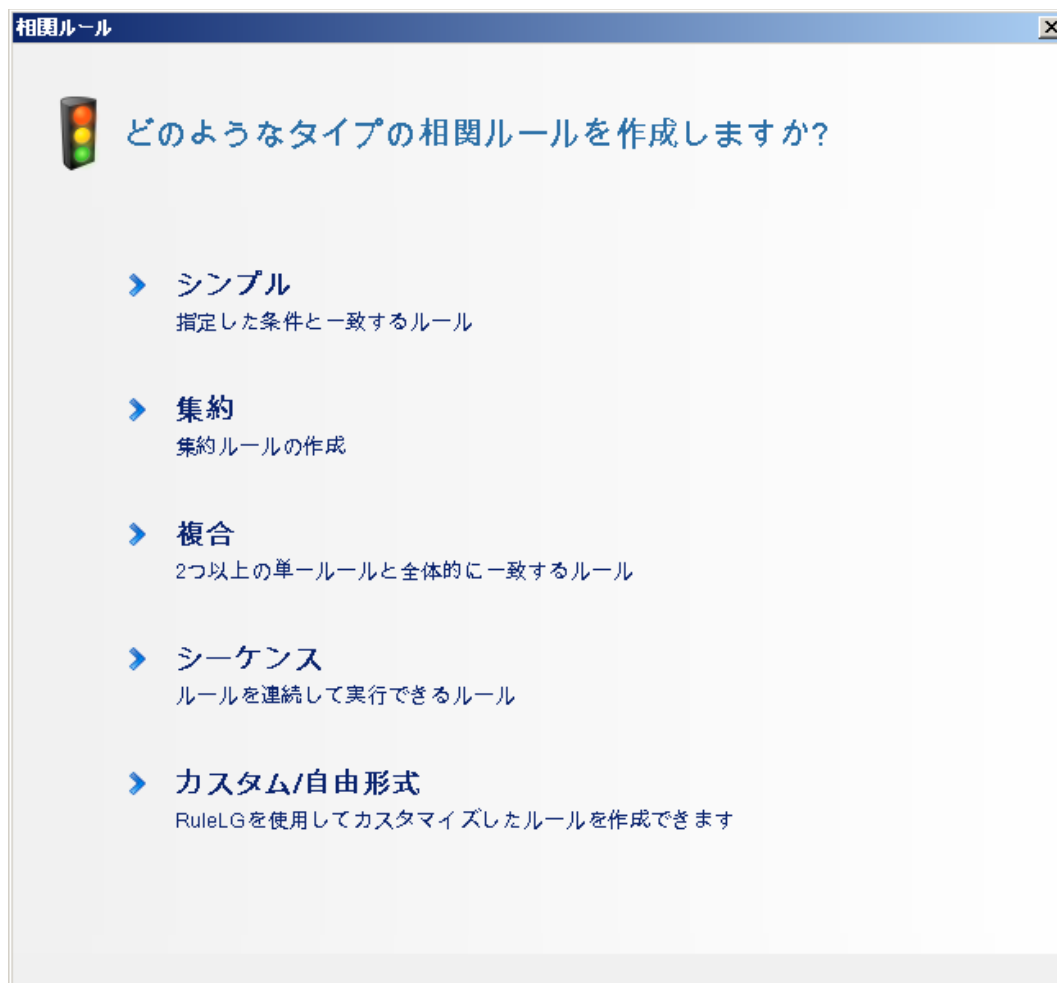 相関ルール
どのようなタイプの相関ルールを作成しますか?
シンプル
指定した条件と一致するルール
集約
集約ルールの作成
複合
2つ以上の単一ルールと全体的に一致するルール
シーケンス
ルールを連続して実行できるルール
カスタム/自由形式
RuleLGを使用してカスタマイズしたルールを作成できます